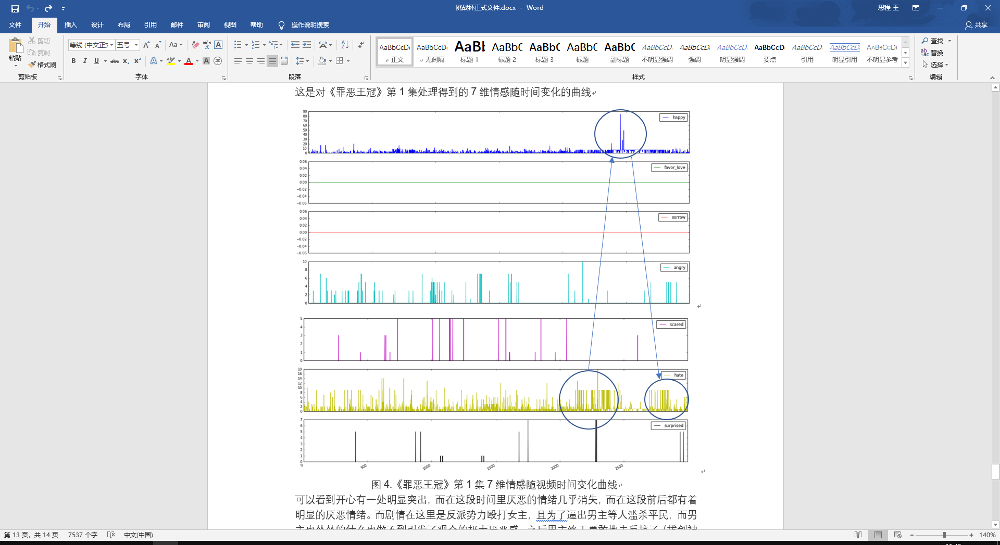 挑战杯正式文件.docx - Word
思程 王
文件 开始 插入 设计 布局 引用 邮件 审阅 视图 帮助 操作说明搜索 共享
粘贴 剪切 复制 格式刷 剪贴板
等线 (中文正文 五号 A A Aa wén 文 A
B I U abc x₂ x² A aby A A 字
字体
段落
AaBbCcDc AaBbCcDc AaBl AaBbC AaBbC AaBbC AaBbC AaBbCcD AaBbCcD AaBbCcD AaBbCcD AaBbCcD AaBbCcD AaBbCcDc
正文 无间隔 标题 1 标题 2 标题 3 标题 副标题 不明显强调 强调 明显强调 要点 引用 明显引用 不明显参考
样式
查找
替换
选择
编辑
这是对《罪恶王冠》第 1 集处理得到的 7 维情感随时间变化的曲线
90
80
70
60
50
40
30
20
10
0
happy
0.06
0.04
0.02
0.00
−0.02
−0.04
−0.06
favor_love
0.06
0.04
0.02
0.00
−0.02
−0.04
−0.06
sorrow
10
8
6
4
2
0
angry
5
4
3
2
1
0
scared
18
16
14
12
10
8
6
4
2
0
hate
7
6
5
4
3
2
1
0
surprised
0 500 1000 1500 2000 2500
图 4.《罪恶王冠》第 1 集 7 维情感随视频时间变化曲线
可以看到开心有一处明显突出，而在这段时间里厌恶的情绪几乎消失，而在这段前后都有着
明显的厌恶情绪。而剧情在这里是反派势力殴打女主，且为了逼出男主等人滥杀平民，而男
第 13 页，共 14 页 7537 个字 中文(中国) 140%